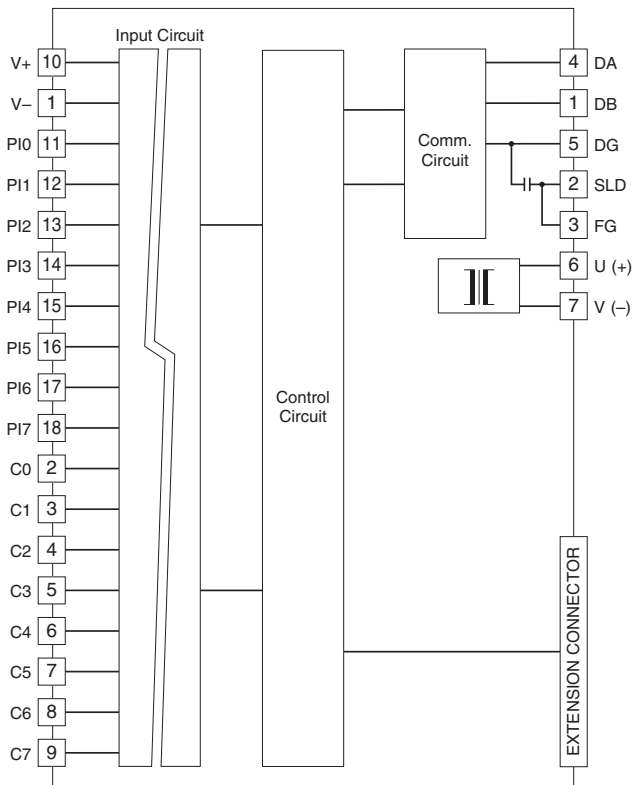 Input Circuit
V+ 10
V– 1
PI0 11
PI1 12
PI2 13
PI3 14
PI4 15
PI5 16
PI6 17
PI7 18
C0 2
C1 3
C2 4
C3 5
C4 6
C5 7
C6 8
C7 9
Control
Circuit
Comm.
Circuit
4 DA
1 DB
5 DG
2 SLD
3 FG
6 U (+)
7 V (–)
EXTENSION CONNECTOR